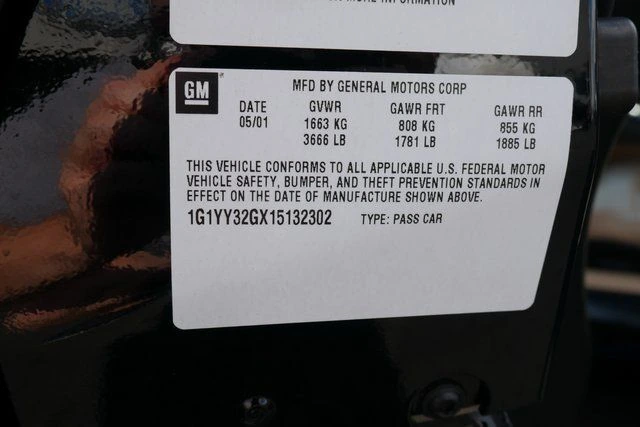 MORE INFORMATION
GM
MFD BY GENERAL MOTORS CORP
DATE GVWR GAWR FRT GAWR RR
05/01 1663 KG 808 KG 855 KG
3666 LB 1781 LB 1885 LB
THIS VEHICLE CONFORMS TO ALL APPLICABLE U.S. FEDERAL MOTOR
VEHICLE SAFETY, BUMPER, AND THEFT PREVENTION STANDARDS IN
EFFECT ON THE DATE OF MANUFACTURE SHOWN ABOVE.
1G1YY32GX15132302 TYPE: PASS CAR